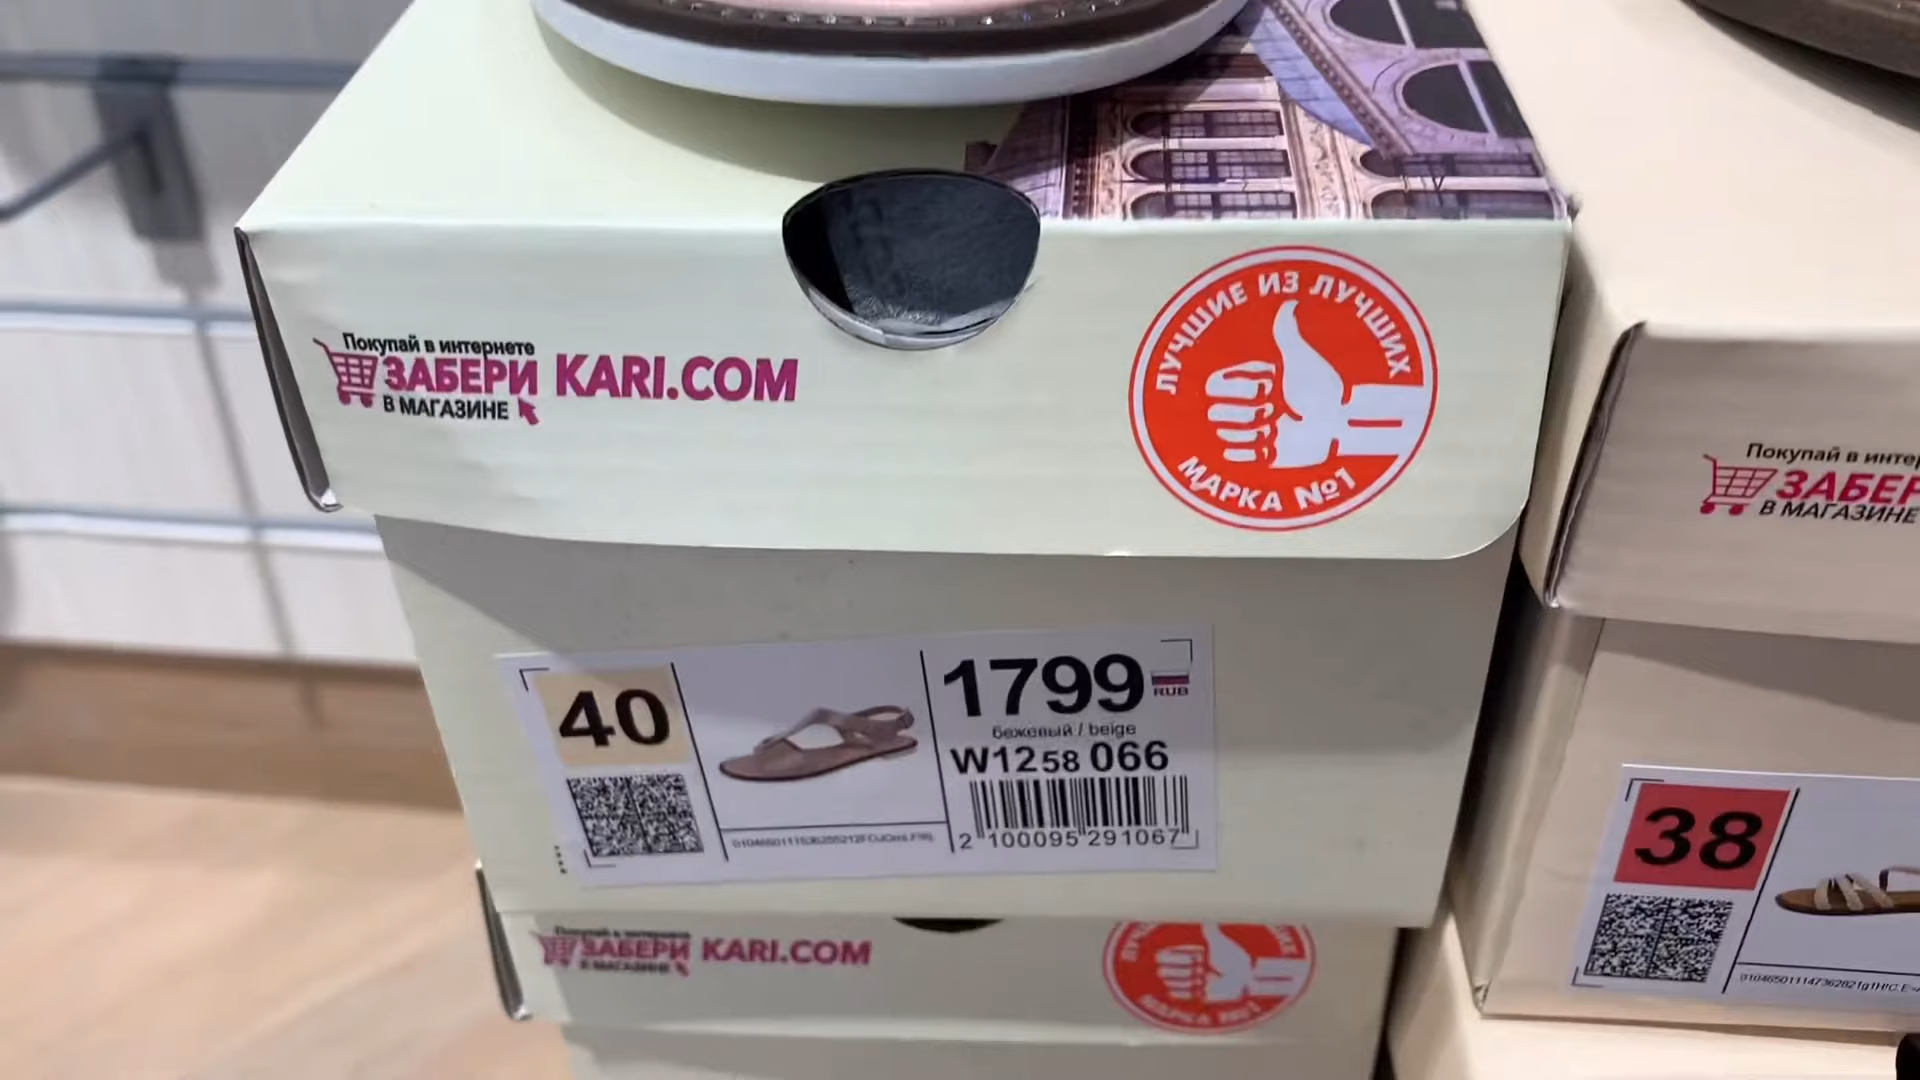 Покупай в интернете
ЗАБЕРИ KARI.COM
В МАГАЗИНЕ
ЛУЧШИЕ ИЗ ЛУЧШИХ
МАРКА №1
40
1799
RUB
бежевый / beige
W1258 066
2 100095 291067
ЗАБЕРИ KARI.COM
В МАГАЗИНЕ
МАРКА №1
Покупай в инте
ЗАБЕР
В МАГАЗИНЕ
38